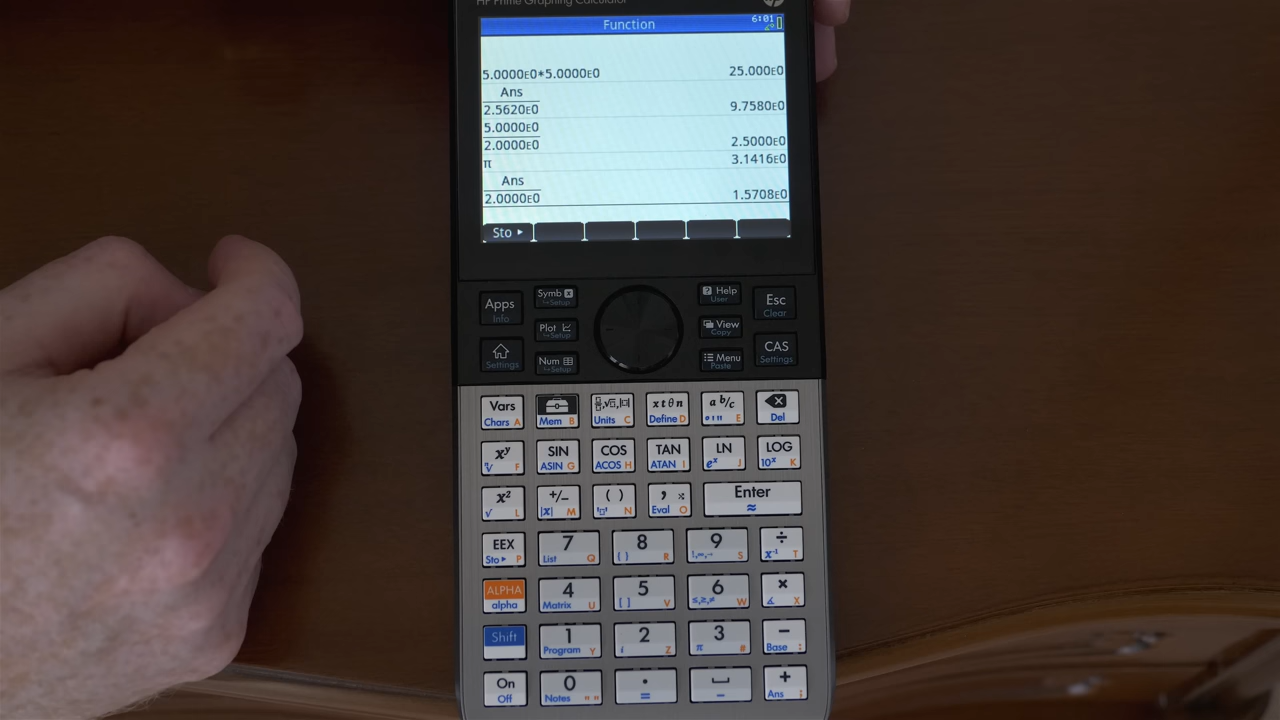 HP Prime Graphing Calculator
Function
6:01
5.0000E0*5.0000E0 25.000E0
Ans
2.5620E0 9.7580E0
5.0000E0
2.0000E0 2.5000E0
π 3.1416E0
Ans
2.0000E0 1.5708E0
Sto ▸
Apps Info
Symb Setup
Help User
Esc Clear
Plot Setup
View Copy
Settings
Num Setup
Menu Paste
CAS Settings
Vars Chars A
Mem B
Units C
x t θ n Define D
a b/c E
Del
xʸ F
SIN ASIN G
COS ACOS H
TAN ATAN I
LN eˣ J
LOG 10ˣ K
x² √ L
+/− |x| M
( ) N
, Eval O
Enter ≈
EEX Sto ▸ P
7 List Q
8 { } R
9 S
÷ x⁻¹ T
ALPHA alpha
4 Matrix U
5 [ ] V
6 ≤,≥,≠ W
× ∡ X
Shift
1 Program Y
2 i Z
3 π #
− Base :
On Off
0 Notes " "
. =
_
+ Ans ;